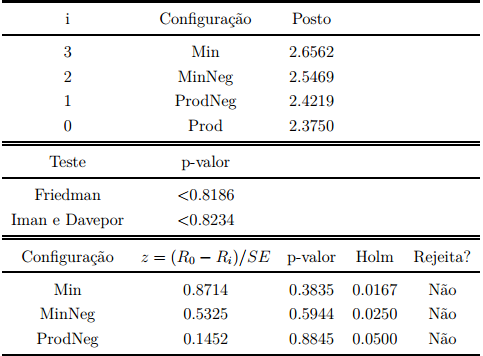 i Configuração Posto
3 Min 2.6562
2 MinNeg 2.5469
1 ProdNeg 2.4219
0 Prod 2.3750
Teste p-valor
Friedman <0.8186
Iman e Davepor <0.8234
Configuração z = (R₀ − Rᵢ)/SE p-valor Holm Rejeita?
Min 0.8714 0.3835 0.0167 Não
MinNeg 0.5325 0.5944 0.0250 Não
ProdNeg 0.1452 0.8845 0.0500 Não